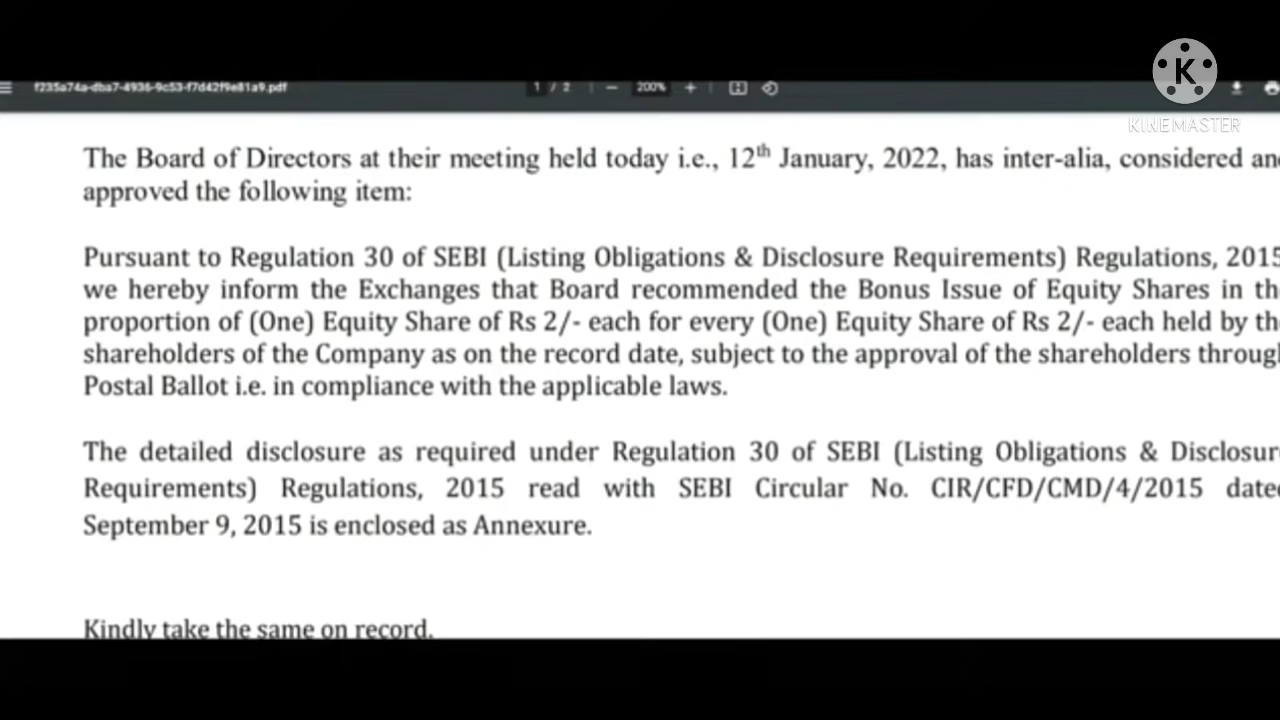 f235a74a-dba7-4936-9c53-f7d42f9e81a9.pdf 1 / 2 200%
KINEMASTER
The Board of Directors at their meeting held today i.e., 12th January, 2022, has inter-alia, considered an
approved the following item:
Pursuant to Regulation 30 of SEBI (Listing Obligations & Disclosure Requirements) Regulations, 2015
we hereby inform the Exchanges that Board recommended the Bonus Issue of Equity Shares in th
proportion of (One) Equity Share of Rs 2/- each for every (One) Equity Share of Rs 2/- each held by th
shareholders of the Company as on the record date, subject to the approval of the shareholders throug
Postal Ballot i.e. in compliance with the applicable laws.
The detailed disclosure as required under Regulation 30 of SEBI (Listing Obligations & Disclosur
Requirements) Regulations, 2015 read with SEBI Circular No. CIR/CFD/CMD/4/2015 date
September 9, 2015 is enclosed as Annexure.
Kindly take the same on record.